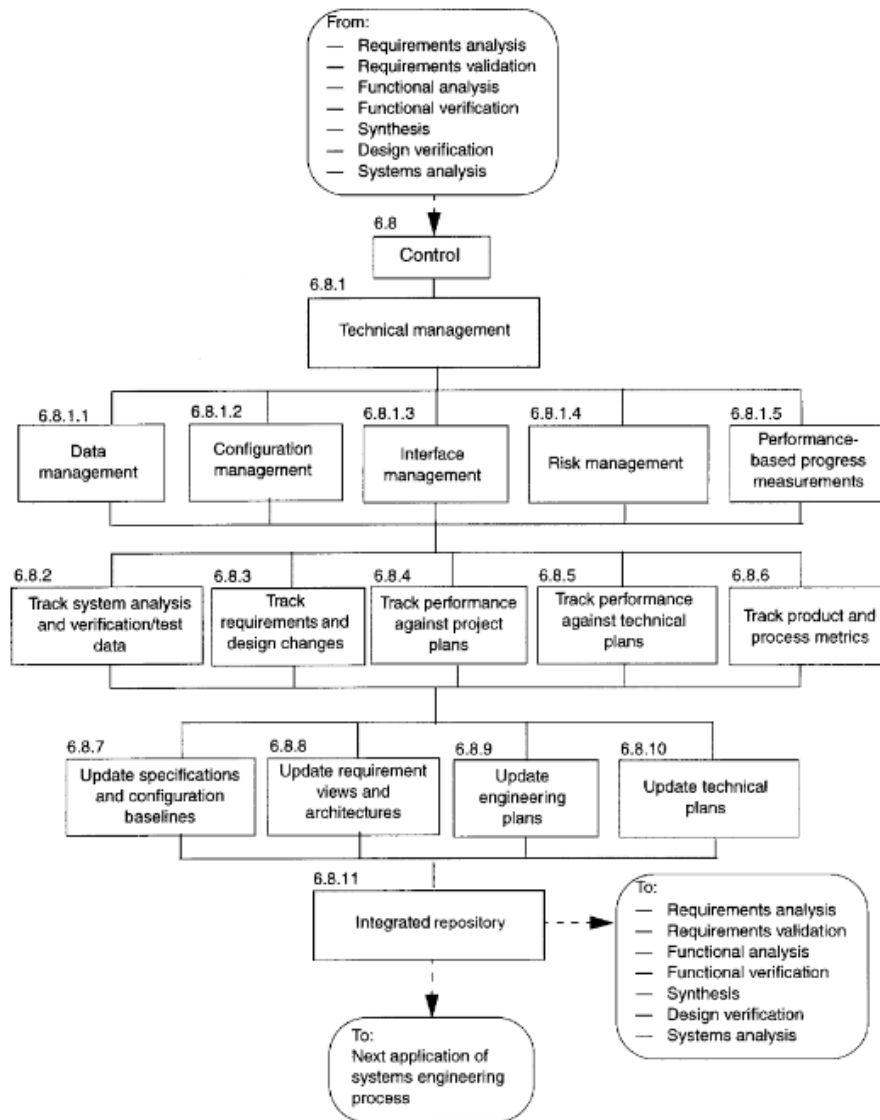 From:
— Requirements analysis
— Requirements validation
— Functional analysis
— Functional verification
— Synthesis
— Design verification
— Systems analysis
6.8
Control
6.8.1
Technical management
6.8.1.1
Data
management
6.8.1.2
Configuration
management
6.8.1.3
Interface
management
6.8.1.4
Risk management
6.8.1.5
Performance-
based progress
measurements
6.8.2
Track system analysis
and verification/test
data
6.8.3
Track
requirements and
design changes
6.8.4
Track performance
against project
plans
6.8.5
Track performance
against technical
plans
6.8.6
Track product and
process metrics
6.8.7
Update specifications
and configuration
baselines
6.8.8
Update requirement
views and
architectures
6.8.9
Update
engineering
plans
6.8.10
Update technical
plans
6.8.11
Integrated repository
To:
— Requirements analysis
— Requirements validation
— Functional analysis
— Functional verification
— Synthesis
— Design verification
— Systems analysis
To:
Next application of
systems engineering
process